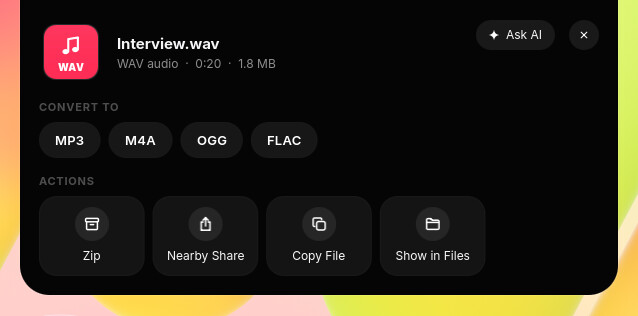 Interview.wav
WAV
WAV audio · 0:20 · 1.8 MB
Ask AI
CONVERT TO
MP3
M4A
OGG
FLAC
ACTIONS
Zip
Nearby Share
Copy File
Show in Files